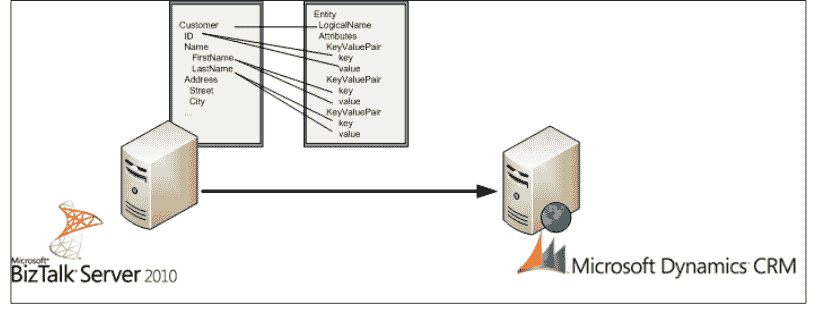 Customer
ID
Name
FirstName
LastName
Address
Street
City
...
Entity
LogicalName
Attributes
KeyValuePair
key
value
KeyValuePair
key
value
KeyValuePair
key
value
Microsoft®
BizTalk Server 2010
Microsoft Dynamics CRM